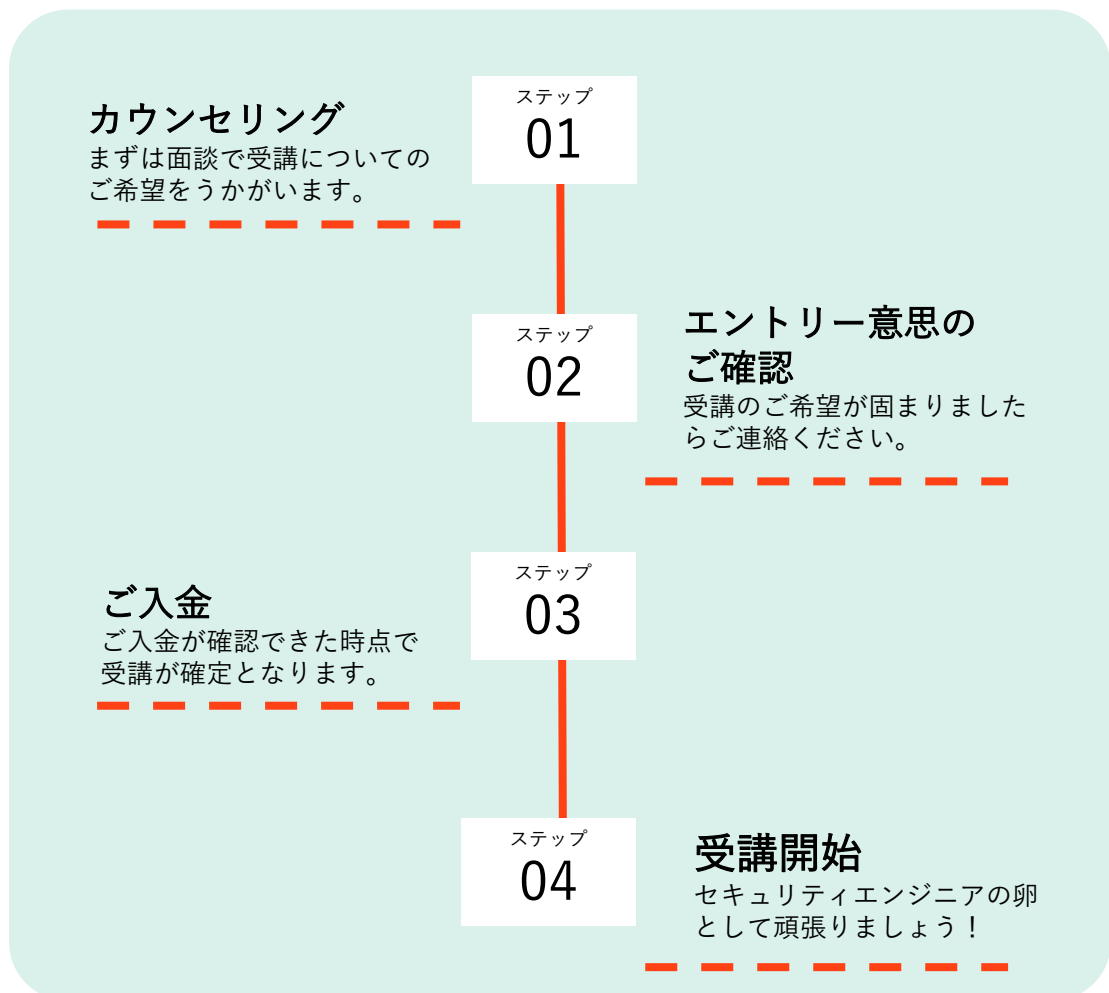 ステップ
01
カウンセリング
まずは面談で受講についての
ご希望をうかがいます。
ステップ
02
エントリー意思の
ご確認
受講のご希望が固まりました
らご連絡ください。
ステップ
03
ご入金
ご入金が確認できた時点で
受講が確定となります。
ステップ
04
受講開始
セキュリティエンジニアの卵
として頑張りましょう！